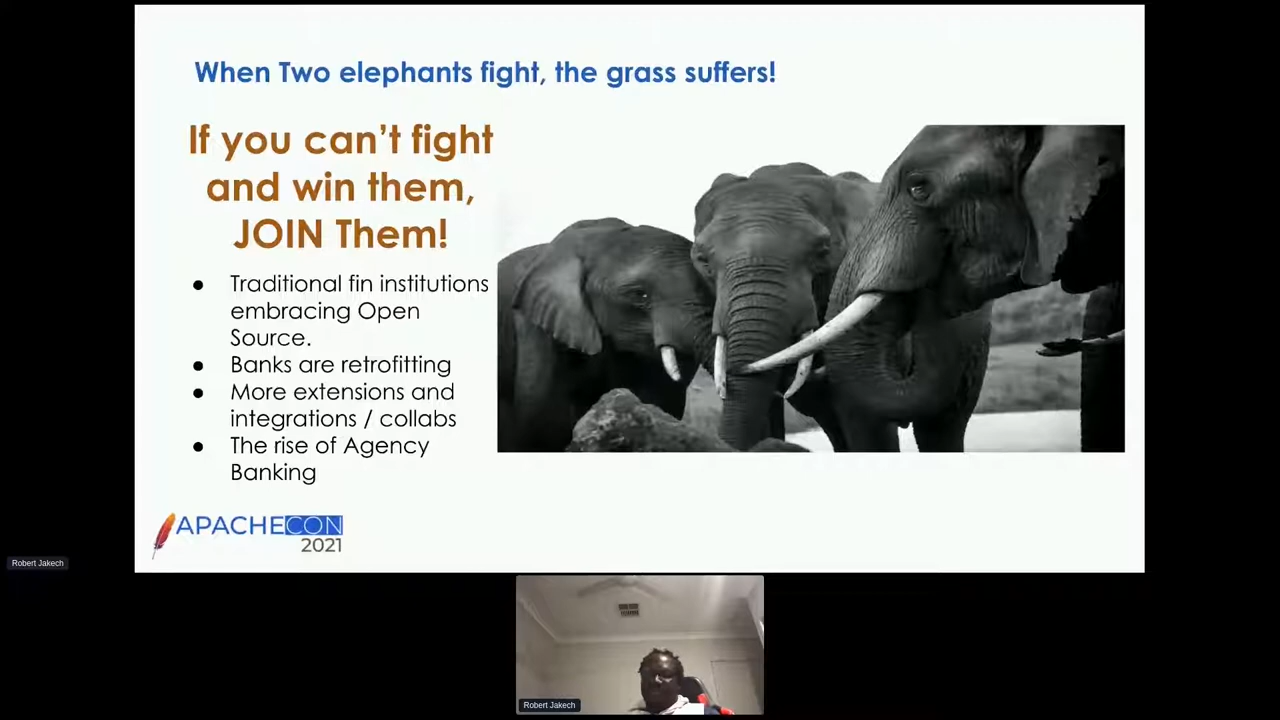 When Two elephants fight, the grass suffers!
If you can't fight
and win them,
JOIN Them!
● Traditional fin institutions
embracing Open
Source.
● Banks are retrofitting
● More extensions and
integrations / collabs
● The rise of Agency
Banking
APACHECON
2021
Robert Jakech
Robert Jakech